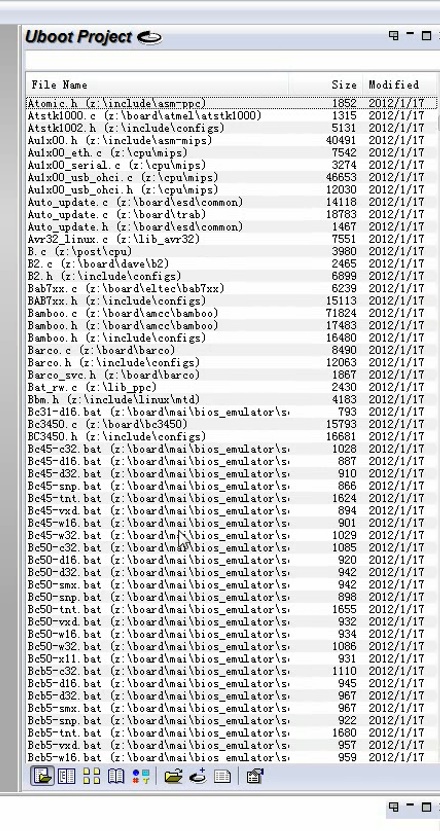 Uboot Project
File Name Size Modified
Atomic.h (z:\include\asm-ppc) 1852 2012/1/17
Atstk1000.c (z:\board\atmel\atstk1000) 1315 2012/1/17
Atstk1002.h (z:\include\configs) 5131 2012/1/17
Au1x00.h (z:\include\asm-mips) 40491 2012/1/17
Au1x00_eth.c (z:\cpu\mips) 7542 2012/1/17
Au1x00_serial.c (z:\cpu\mips) 3274 2012/1/17
Au1x00_usb_ohci.c (z:\cpu\mips) 46653 2012/1/17
Au1x00_usb_ohci.h (z:\cpu\mips) 12030 2012/1/17
Auto_update.c (z:\board\esd\common) 14118 2012/1/17
Auto_update.c (z:\board\trab) 18783 2012/1/17
Auto_update.h (z:\board\esd\common) 1467 2012/1/17
Avr32_linux.c (z:\lib_avr32) 7551 2012/1/17
B.c (z:\post\cpu) 3980 2012/1/17
B2.c (z:\board\dave\b2) 2465 2012/1/17
B2.h (z:\include\configs) 6899 2012/1/17
Bab7xx.c (z:\board\eltec\bab7xx) 6239 2012/1/17
BAB7xx.h (z:\include\configs) 15113 2012/1/17
Bamboo.c (z:\board\amcc\bamboo) 71824 2012/1/17
Bamboo.h (z:\board\amcc\bamboo) 17483 2012/1/17
Bamboo.h (z:\include\configs) 16480 2012/1/17
Barco.c (z:\board\barco) 8490 2012/1/17
Barco.h (z:\include\configs) 12063 2012/1/17
Barco_svc.h (z:\board\barco) 1867 2012/1/17
Bat_rw.c (z:\lib_ppc) 2430 2012/1/17
Bbm.h (z:\include\linux\mtd) 4183 2012/1/17
Bc31-d16.bat (z:\board\mai\bios_emulator\s 793 2012/1/17
Bc3450.c (z:\board\bc3450) 15793 2012/1/17
BC3450.h (z:\include\configs) 16681 2012/1/17
Bc45-c32.bat (z:\board\mai\bios_emulator\s 1028 2012/1/17
Bc45-d16.bat (z:\board\mai\bios_emulator\s 887 2012/1/17
Bc45-d32.bat (z:\board\mai\bios_emulator\s 910 2012/1/17
Bc45-snp.bat (z:\board\mai\bios_emulator\s 866 2012/1/17
Bc45-tnt.bat (z:\board\mai\bios_emulator\s 1624 2012/1/17
Bc45-vxd.bat (z:\board\mai\bios_emulator\s 894 2012/1/17
Bc45-w16.bat (z:\board\mai\bios_emulator\s 901 2012/1/17
Bc45-w32.bat (z:\board\mai\bios_emulator\s 1029 2012/1/17
Bc50-c32.bat (z:\board\mai\bios_emulator\s 1085 2012/1/17
Bc50-d16.bat (z:\board\mai\bios_emulator\s 920 2012/1/17
Bc50-d32.bat (z:\board\mai\bios_emulator\s 942 2012/1/17
Bc50-smx.bat (z:\board\mai\bios_emulator\s 942 2012/1/17
Bc50-snp.bat (z:\board\mai\bios_emulator\s 898 2012/1/17
Bc50-tnt.bat (z:\board\mai\bios_emulator\s 1655 2012/1/17
Bc50-vxd.bat (z:\board\mai\bios_emulator\s 932 2012/1/17
Bc50-w16.bat (z:\board\mai\bios_emulator\s 934 2012/1/17
Bc50-w32.bat (z:\board\mai\bios_emulator\s 1086 2012/1/17
Bc50-x11.bat (z:\board\mai\bios_emulator\s 931 2012/1/17
Bcb5-c32.bat (z:\board\mai\bios_emulator\s 1110 2012/1/17
Bcb5-d16.bat (z:\board\mai\bios_emulator\s 945 2012/1/17
Bcb5-d32.bat (z:\board\mai\bios_emulator\s 967 2012/1/17
Bcb5-smx.bat (z:\board\mai\bios_emulator\s 967 2012/1/17
Bcb5-snp.bat (z:\board\mai\bios_emulator\s 922 2012/1/17
Bcb5-tnt.bat (z:\board\mai\bios_emulator\s 1680 2012/1/17
Bcb5-vxd.bat (z:\board\mai\bios_emulator\s 957 2012/1/17
Bcb5-w16.bat (z:\board\mai\bios_emulator\s 959 2012/1/17